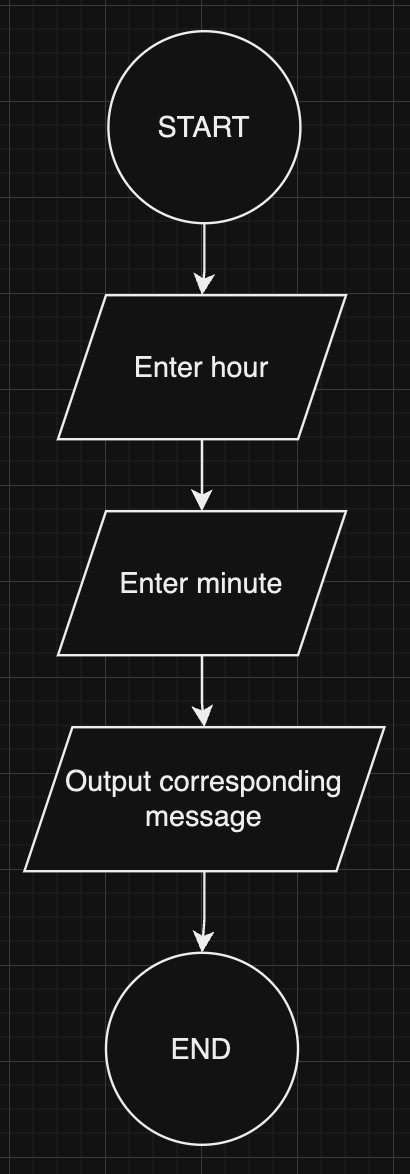 START
Enter hour
Enter minute
Output corresponding
message
END